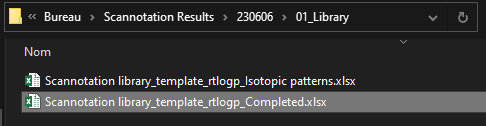 « Bureau > Scannotation Results > 230606 > 01_Library
Nom
Scannotation library_template_rtlogp_Isotopic patterns.xlsx
Scannotation library_template_rtlogp_Completed.xlsx